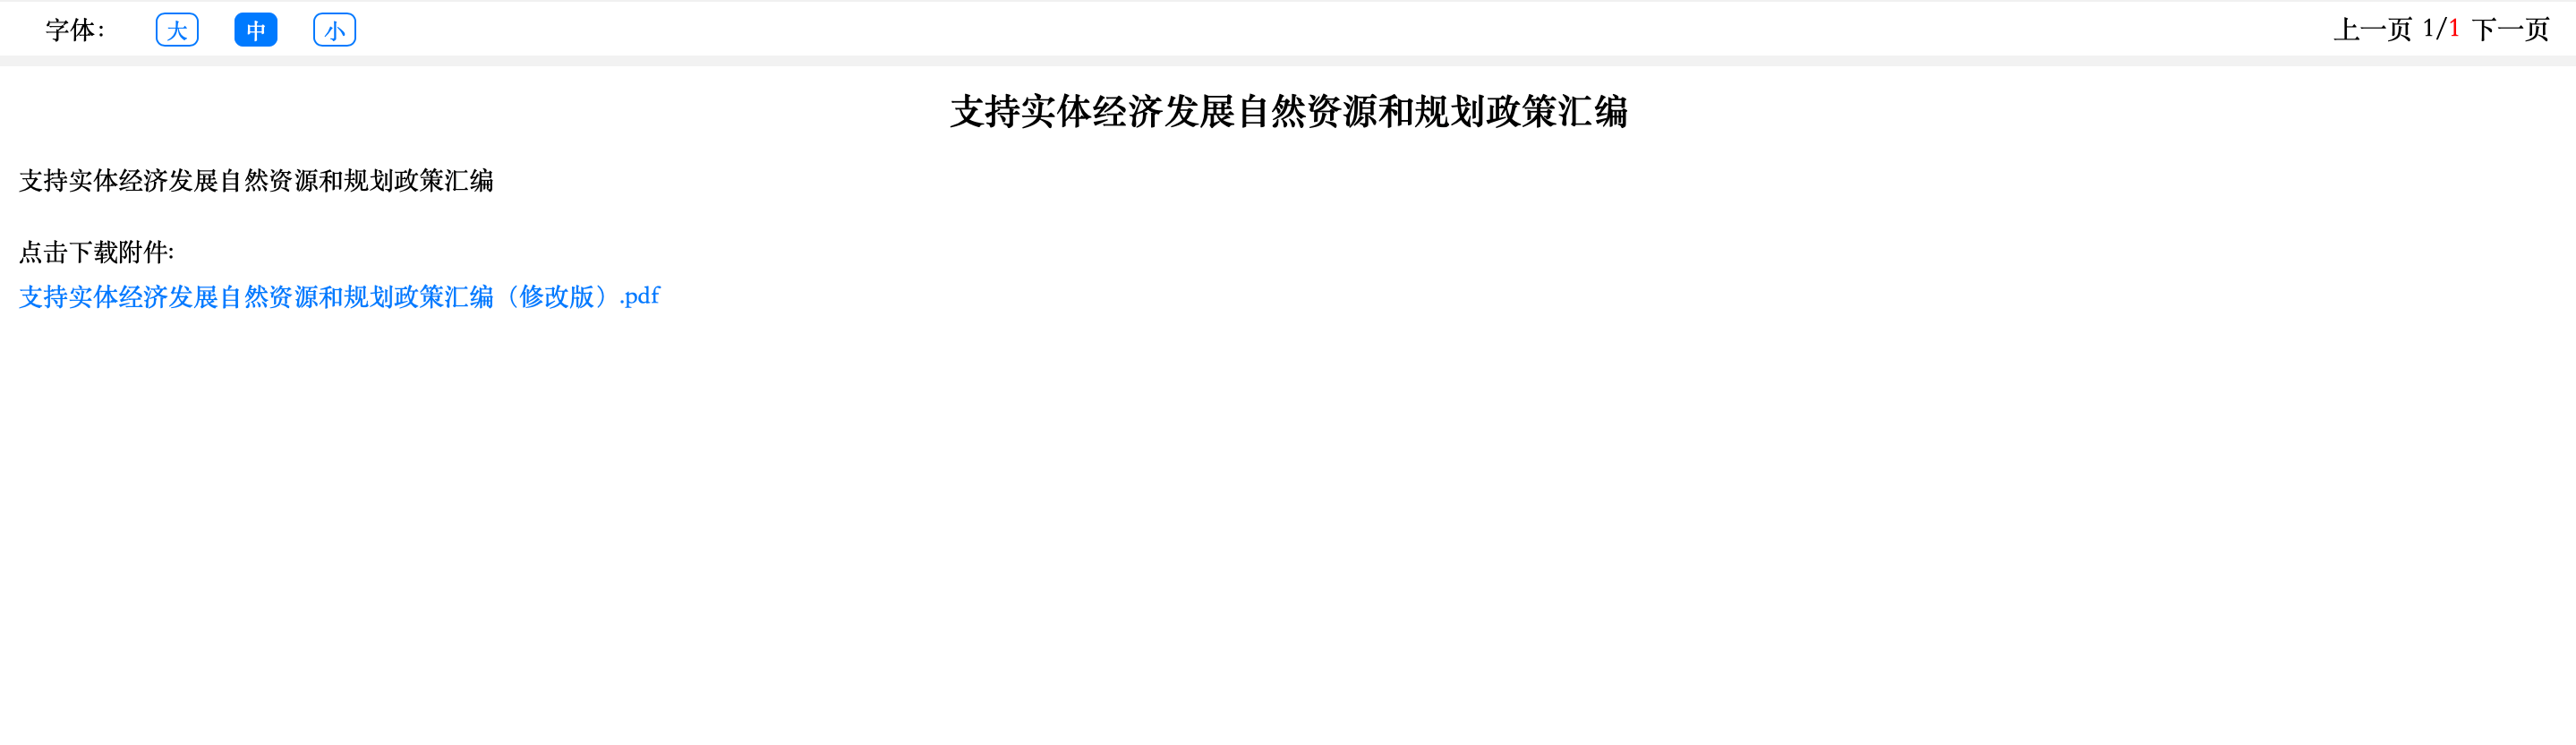 字体： 大 中 小 上一页 1/1 下一页
支持实体经济发展自然资源和规划政策汇编
支持实体经济发展自然资源和规划政策汇编
点击下载附件:
支持实体经济发展自然资源和规划政策汇编（修改版）.pdf